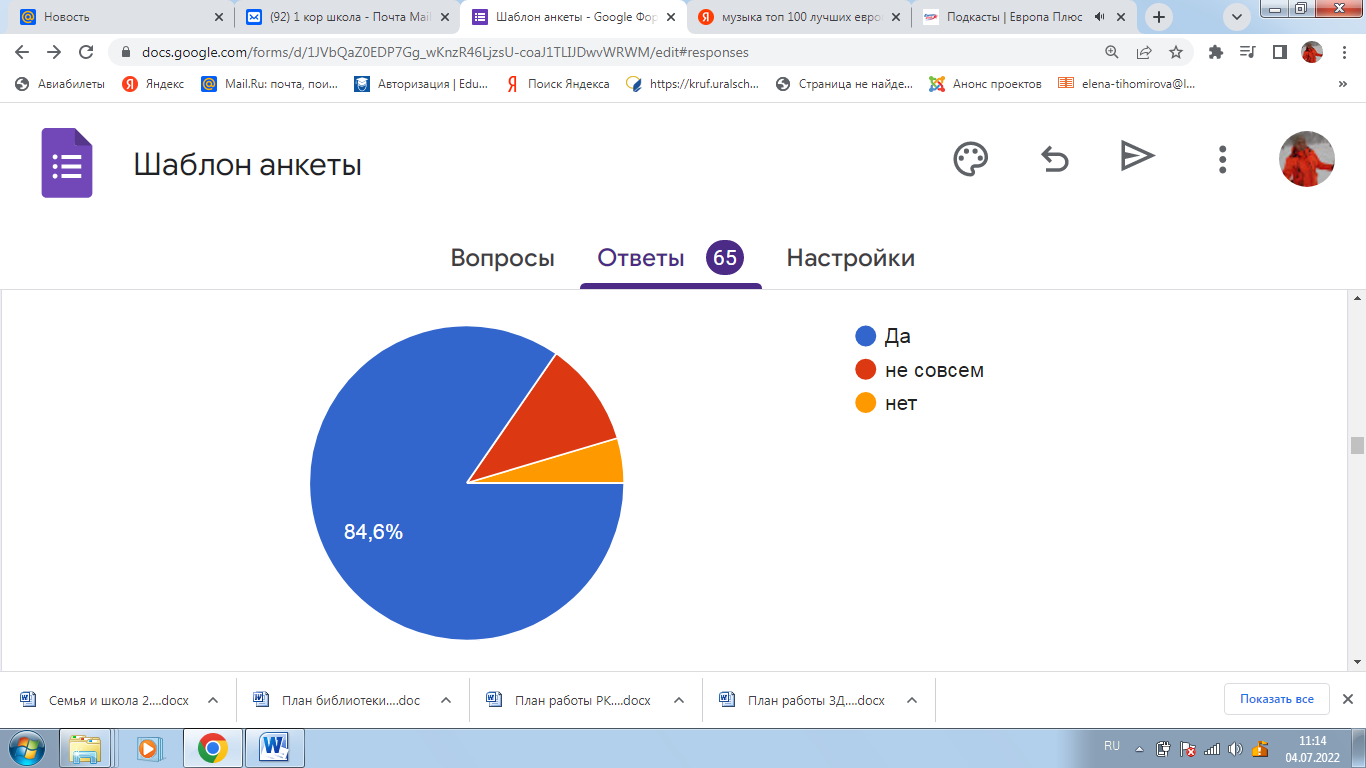 Новость
(92) 1 кор школа - Почта Mail
Шаблон анкеты - Google Фор
музыка топ 100 лучших евро
Подкасты | Европа Плюс
docs.google.com/forms/d/1JVbQaZ0EDP7Gg_wKnzR46LjzsU-coaJ1TLIJDwvWRWM/edit#responses
Авиабилеты
Яндекс
Mail.Ru: почта, пои...
Авторизация | Edu...
Поиск Яндекса
https://kruf.uralsch...
Страница не найде...
Анонс проектов
elena-tihomirova@l...
»
Шаблон анкеты
Вопросы
Ответы 65
Настройки
Да
не совсем
нет
84,6%
Семья и школа 2....docx
План библиотеки....doc
План работы РК....docx
План работы ЗД....docx
Показать все
RU
11:14
04.07.2022